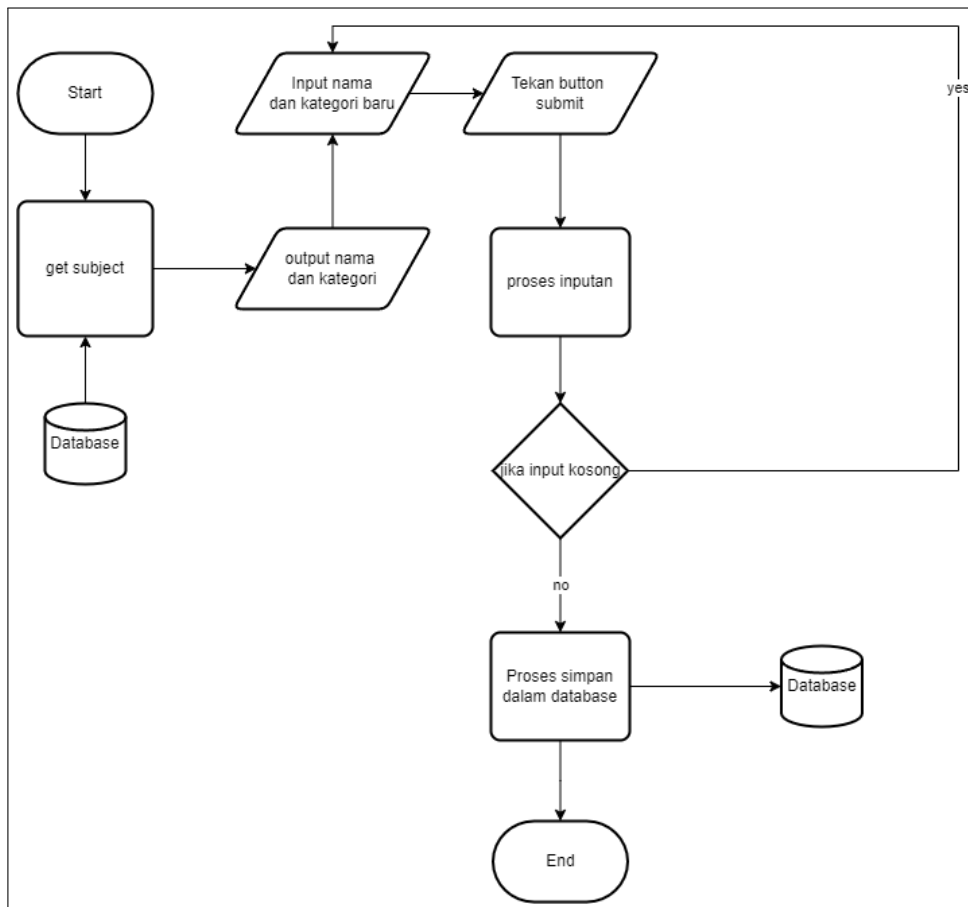 Start
get subject
Database
output nama
dan kategori
Input nama
dan kategori baru
Tekan button
submit
proses inputan
jika input kosong
yes
no
Proses simpan
dalam database
Database
End